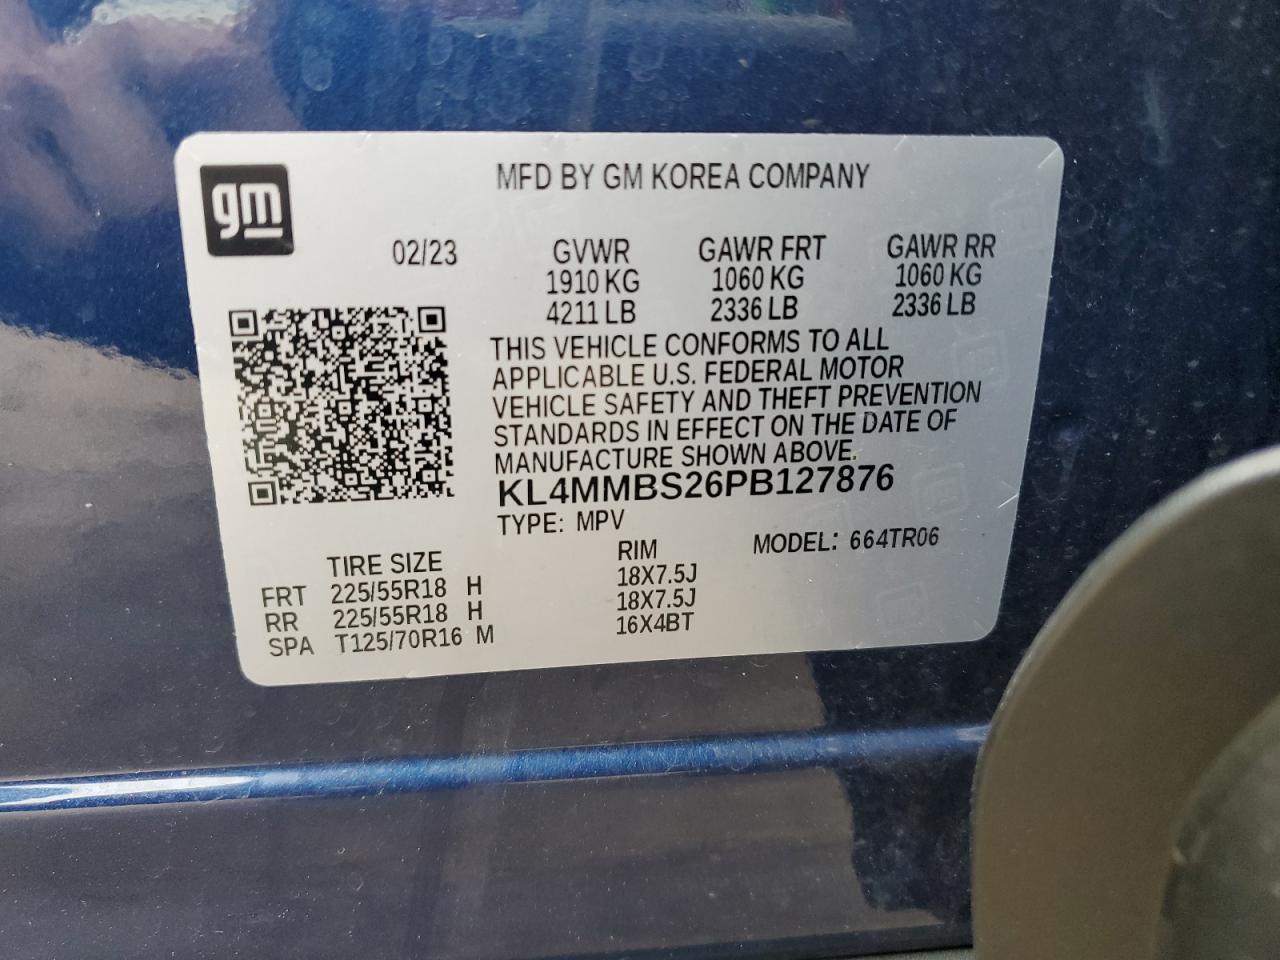 gm
MFD BY GM KOREA COMPANY
02/23 GVWR GAWR FRT GAWR RR
1910 KG 1060 KG 1060 KG
4211 LB 2336 LB 2336 LB
THIS VEHICLE CONFORMS TO ALL
APPLICABLE U.S. FEDERAL MOTOR
VEHICLE SAFETY AND THEFT PREVENTION
STANDARDS IN EFFECT ON THE DATE OF
MANUFACTURE SHOWN ABOVE.
KL4MMBS26PB127876
TYPE: MPV MODEL: 664TR06
TIRE SIZE RIM
FRT 225/55R18 H 18X7.5J
RR 225/55R18 H 18X7.5J
SPA T125/70R16 M 16X4BT